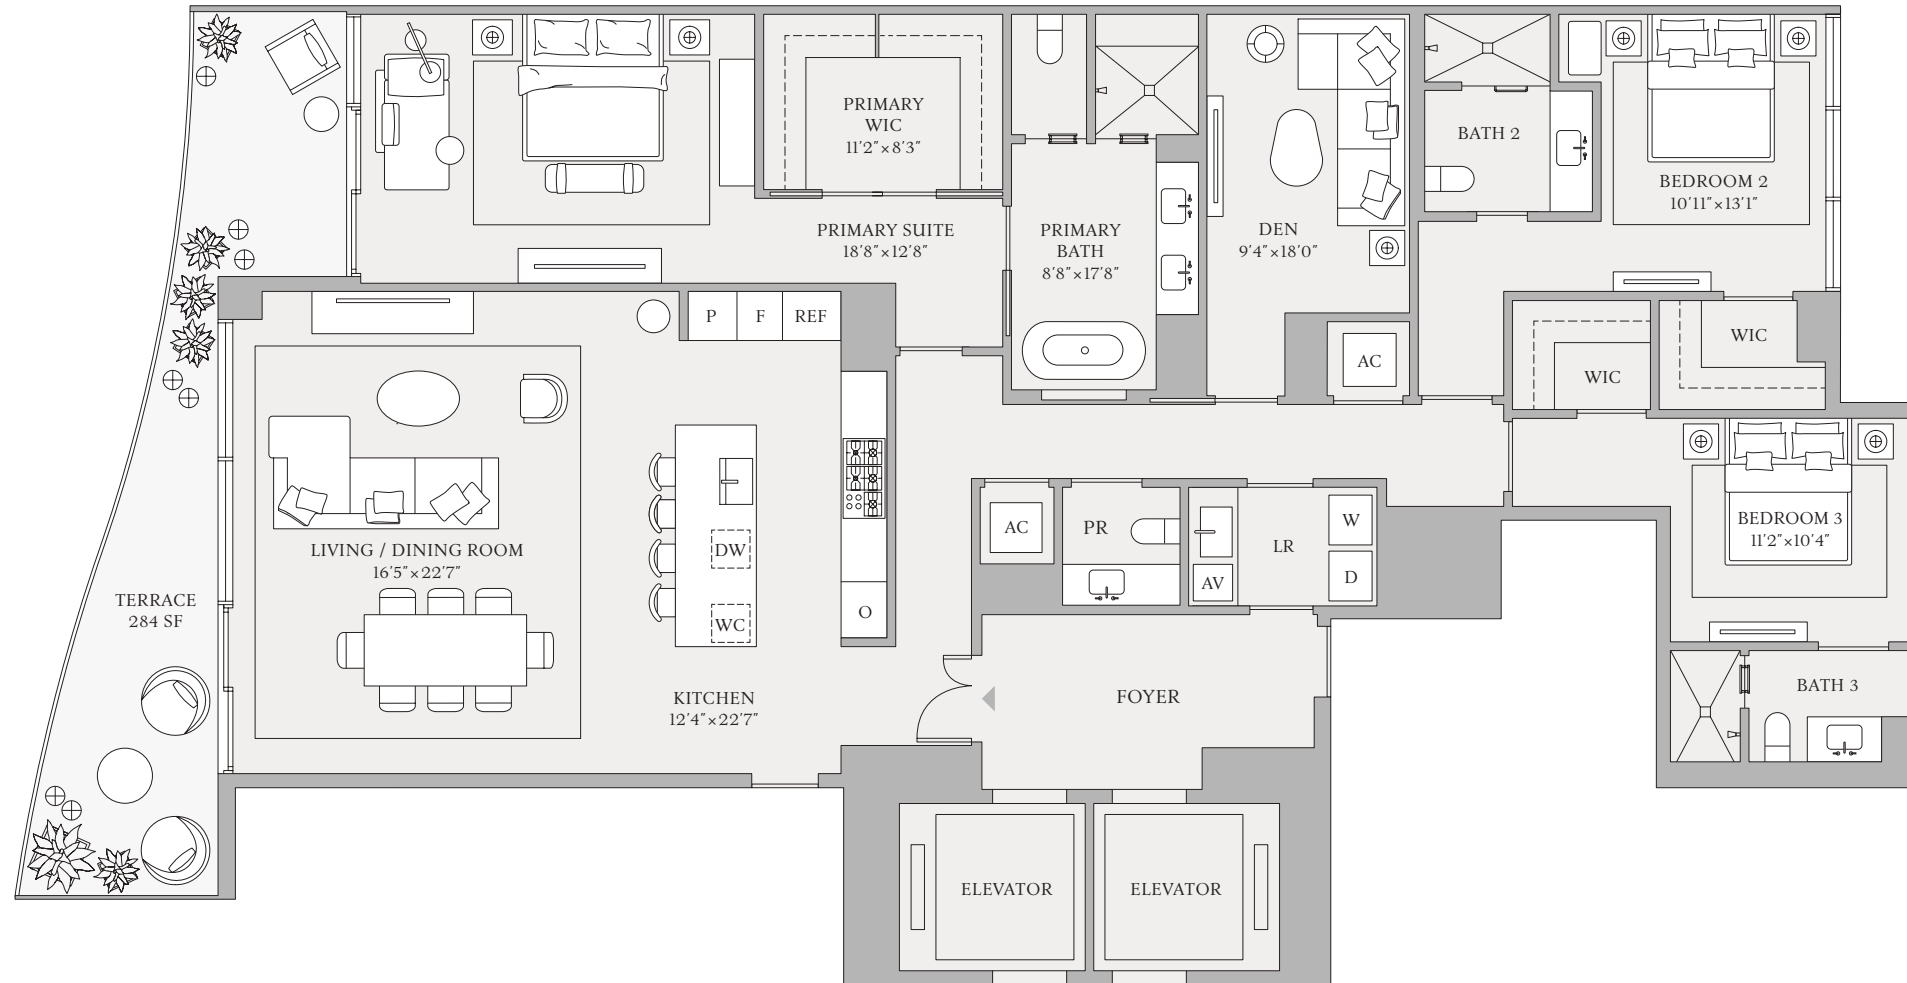 PRIMARY
WIC
11'2"×8'3"
BATH 2
BEDROOM 2
10'11"×13'1"
PRIMARY SUITE
18'8"×12'8"
PRIMARY
BATH
8'8"×17'8"
DEN
9'4"×18'0"
P
F
REF
AC
WIC
WIC
LIVING / DINING ROOM
16'5"×22'7"
DW
WC
O
AC
PR
AV
LR
W
D
BEDROOM 3
11'2"×10'4"
TERRACE
284 SF
KITCHEN
12'4"×22'7"
FOYER
BATH 3
ELEVATOR
ELEVATOR